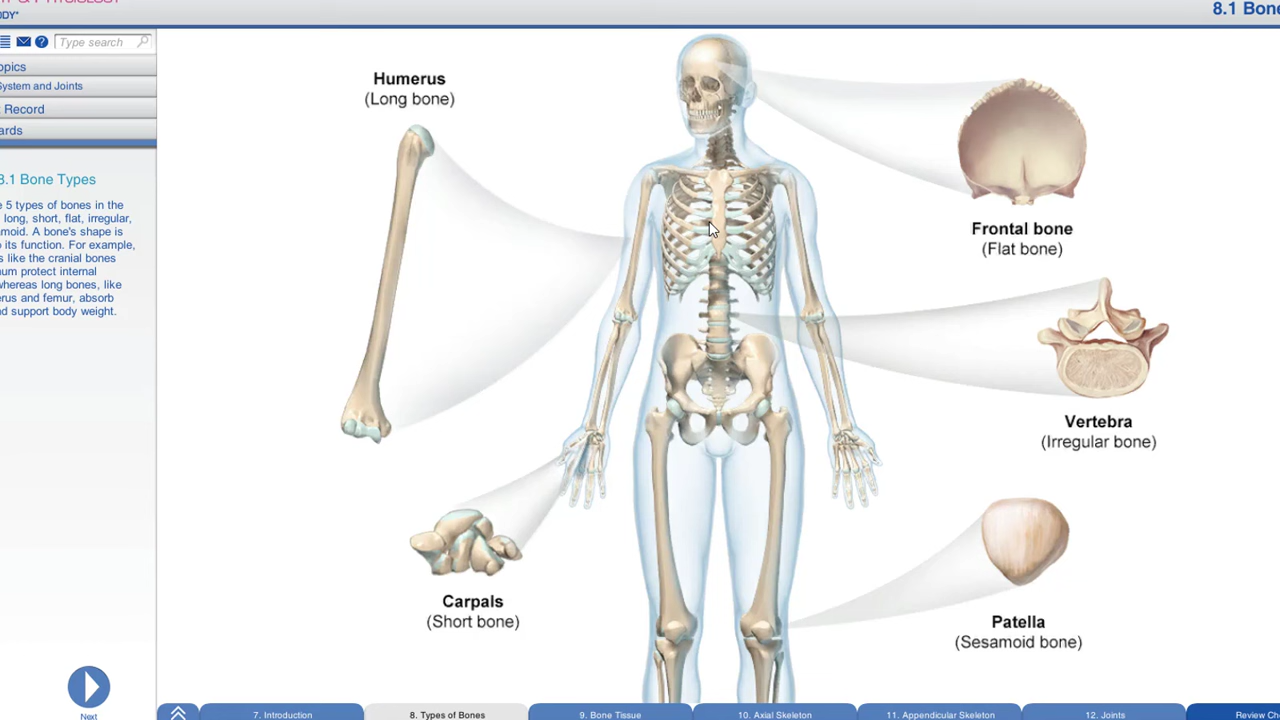 8.1 Bone
ODY*
Type search
opics
System and Joints
Record
ards
8.1 Bone Types
5 types of bones in the
long, short, flat, irregular,
moid. A bone's shape is
its function. For example,
s like the cranial bones
num protect internal
whereas long bones, like
erus and femur, absorb
nd support body weight.
Next
Humerus
(Long bone)
Frontal bone
(Flat bone)
Vertebra
(Irregular bone)
Carpals
(Short bone)
Patella
(Sesamoid bone)
7. Introduction
8. Types of Bones
9. Bone Tissue
10. Axial Skeleton
11. Appendicular Skeleton
12. Joints
Review Ch